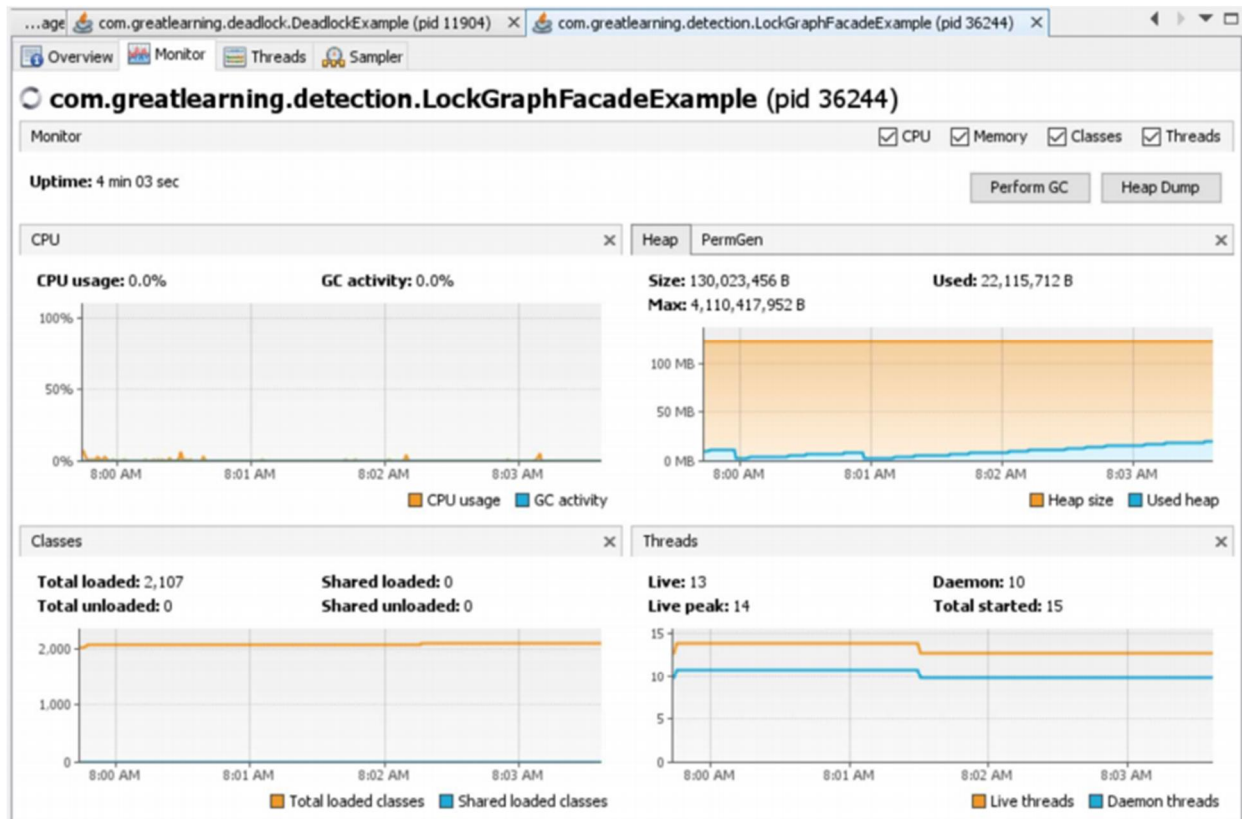 ...age com.greatlearning.deadlock.DeadlockExample (pid 11904) com.greatlearning.detection.LockGraphFacadeExample (pid 36244)
Overview Monitor Threads Sampler
com.greatlearning.detection.LockGraphFacadeExample (pid 36244)
Monitor CPU Memory Classes Threads
Uptime: 4 min 03 sec
Perform GC Heap Dump
CPU
CPU usage: 0.0% GC activity: 0.0%
100%
50%
0%
8:00 AM 8:01 AM 8:02 AM 8:03 AM
CPU usage GC activity
Heap PermGen
Size: 130,023,456 B Used: 22,115,712 B
Max: 4,110,417,952 B
100 MB
50 MB
0 MB
8:00 AM 8:01 AM 8:02 AM 8:03 AM
Heap size Used heap
Classes
Total loaded: 2,107 Shared loaded: 0
Total unloaded: 0 Shared unloaded: 0
2,000
1,000
0
8:00 AM 8:01 AM 8:02 AM 8:03 AM
Total loaded classes Shared loaded classes
Threads
Live: 13 Daemon: 10
Live peak: 14 Total started: 15
15
10
5
0
8:00 AM 8:01 AM 8:02 AM 8:03 AM
Live threads Daemon threads